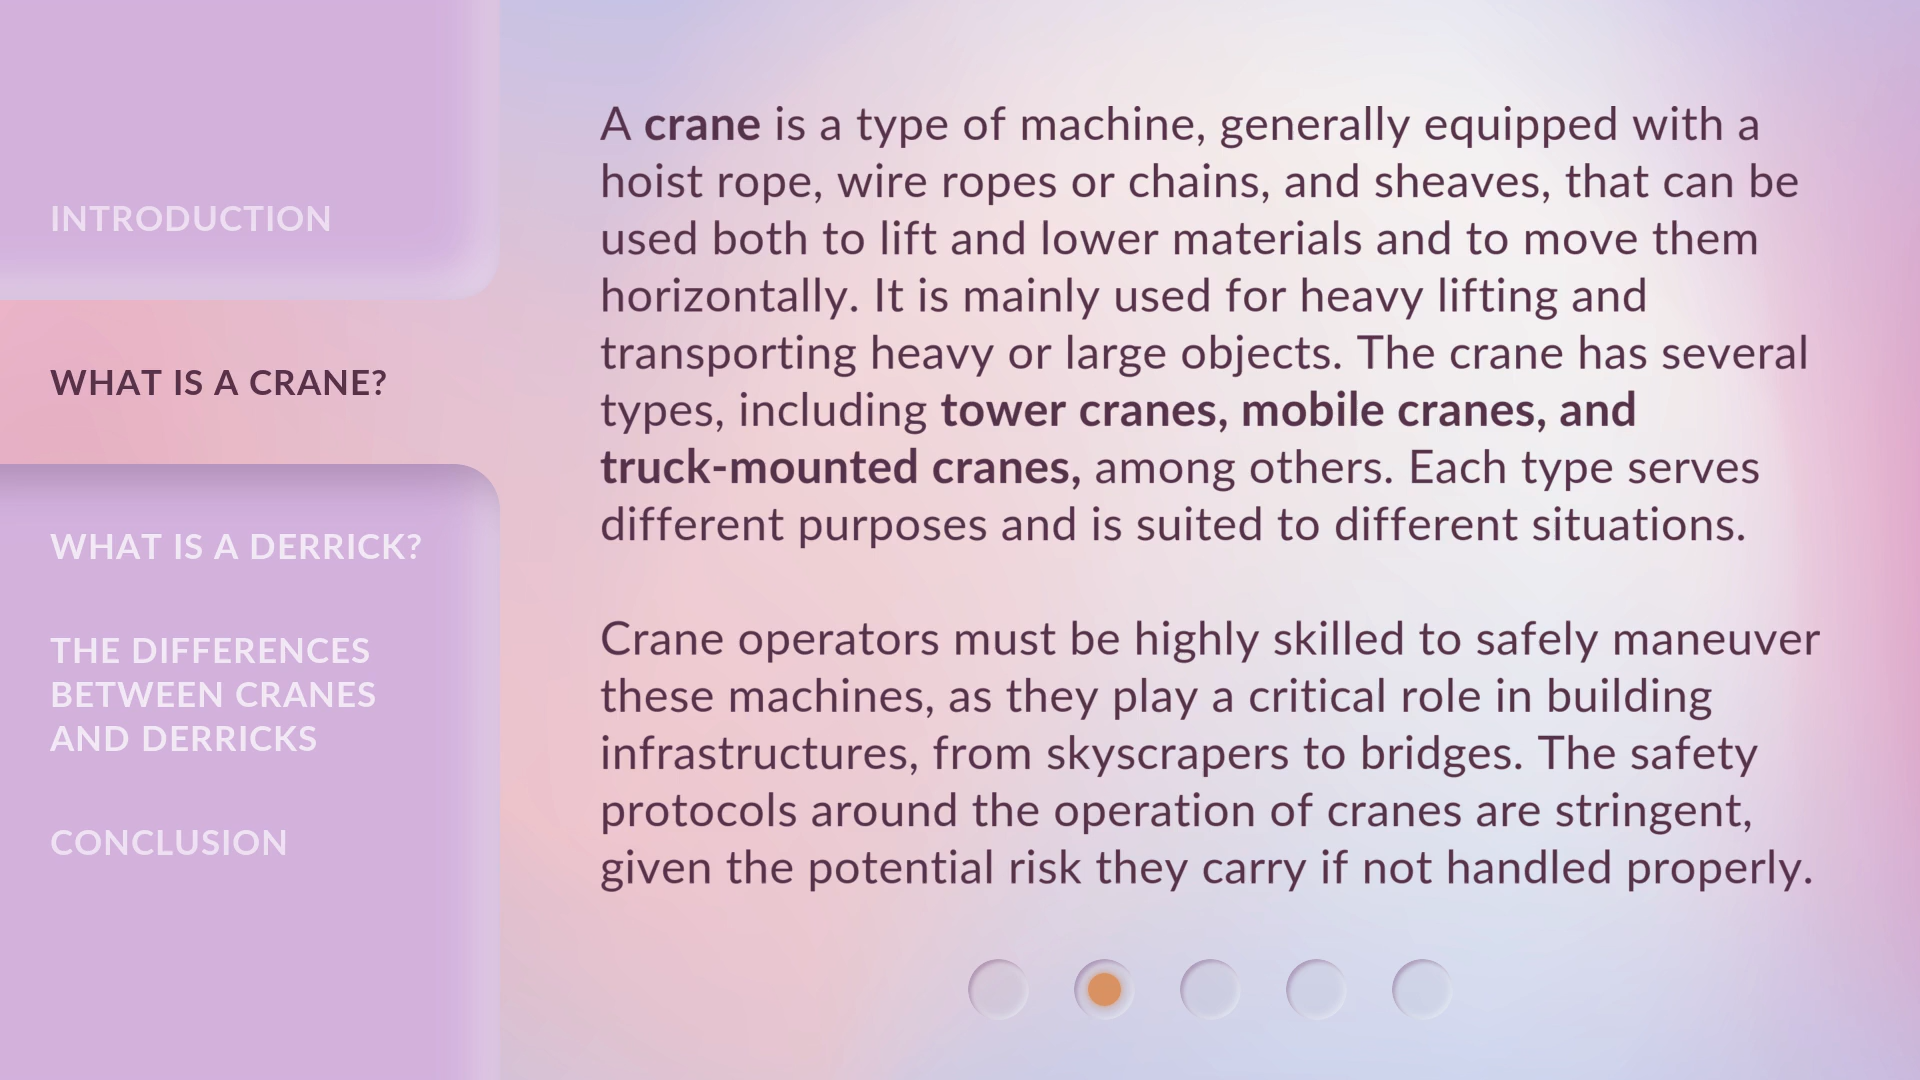 INTRODUCTION
WHAT IS A CRANE?
WHAT IS A DERRICK?
THE DIFFERENCES
BETWEEN CRANES
AND DERRICKS
CONCLUSION
A crane is a type of machine, generally equipped with a
hoist rope, wire ropes or chains, and sheaves, that can be
used both to lift and lower materials and to move them
horizontally. It is mainly used for heavy lifting and
transporting heavy or large objects. The crane has several
types, including tower cranes, mobile cranes, and
truck-mounted cranes, among others. Each type serves
different purposes and is suited to different situations.
Crane operators must be highly skilled to safely maneuver
these machines, as they play a critical role in building
infrastructures, from skyscrapers to bridges. The safety
protocols around the operation of cranes are stringent,
given the potential risk they carry if not handled properly.